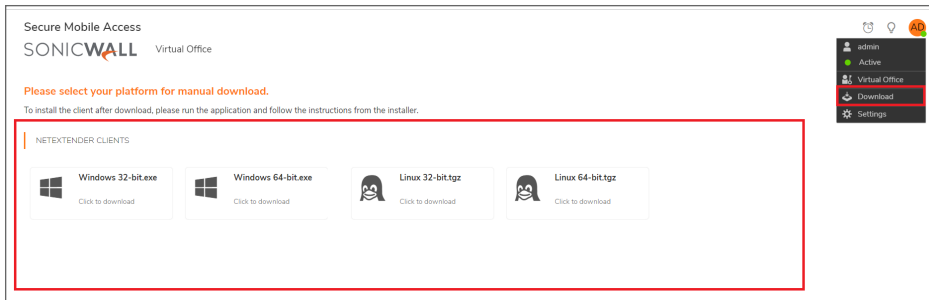 Secure Mobile Access
SONICWALL Virtual Office
AD
admin
Active
Virtual Office
Download
Settings
Please select your platform for manual download.
To install the client after download, please run the application and follow the instructions from the installer.
NETEXTENDER CLIENTS
Windows 32-bit.exe
Click to download
Windows 64-bit.exe
Click to download
Linux 32-bit.tgz
Click to download
Linux 64-bit.tgz
Click to download